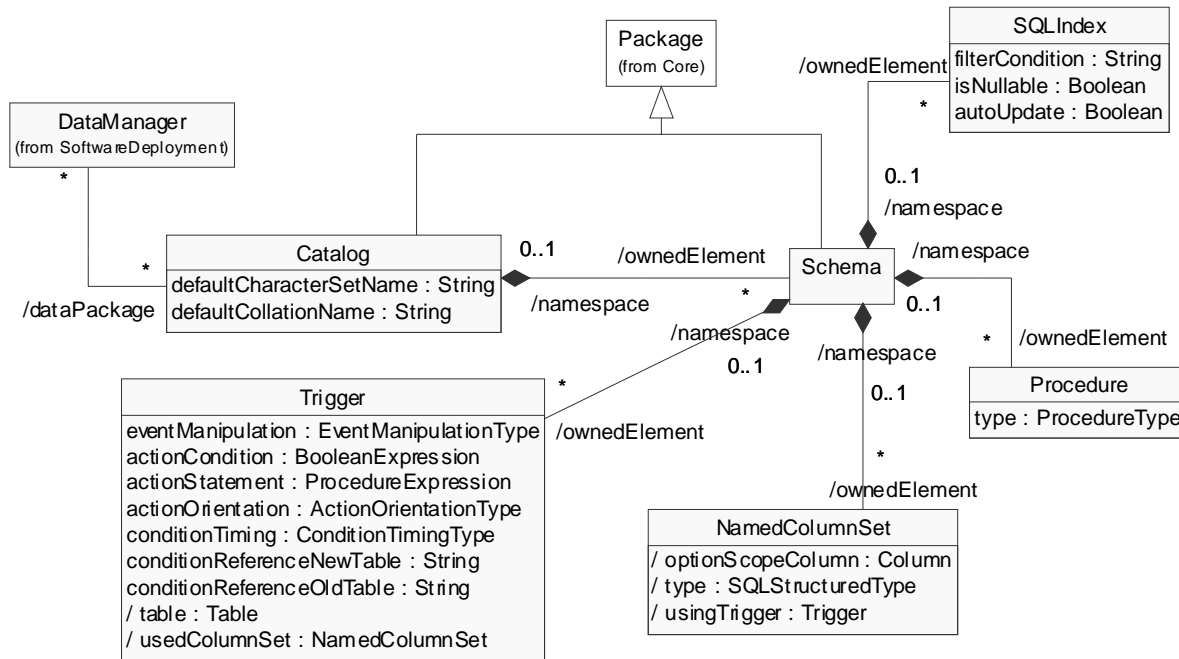 Package
(from Core)
SQLIndex
filterCondition : String
isNullable : Boolean
autoUpdate : Boolean
/ownedElement
*
0..1
/namespace
DataManager
(from SoftwareDeployment)
*
*
/dataPackage
Catalog
defaultCharacterSetName : String
defaultCollationName : String
0..1
/namespace
/ownedElement
*
Schema
/namespace
0..1
*
/ownedElement
Procedure
type : ProcedureType
/namespace
0..1
*
/ownedElement
Trigger
eventManipulation : EventManipulationType
actionCondition : BooleanExpression
actionStatement : ProcedureExpression
actionOrientation : ActionOrientationType
conditionTiming : ConditionTimingType
conditionReferenceNewTable : String
conditionReferenceOldTable : String
/ table : Table
/ usedColumnSet : NamedColumnSet
/namespace
0..1
*
/ownedElement
NamedColumnSet
/ optionScopeColumn : Column
/ type : SQLStructuredType
/ usingTrigger : Trigger